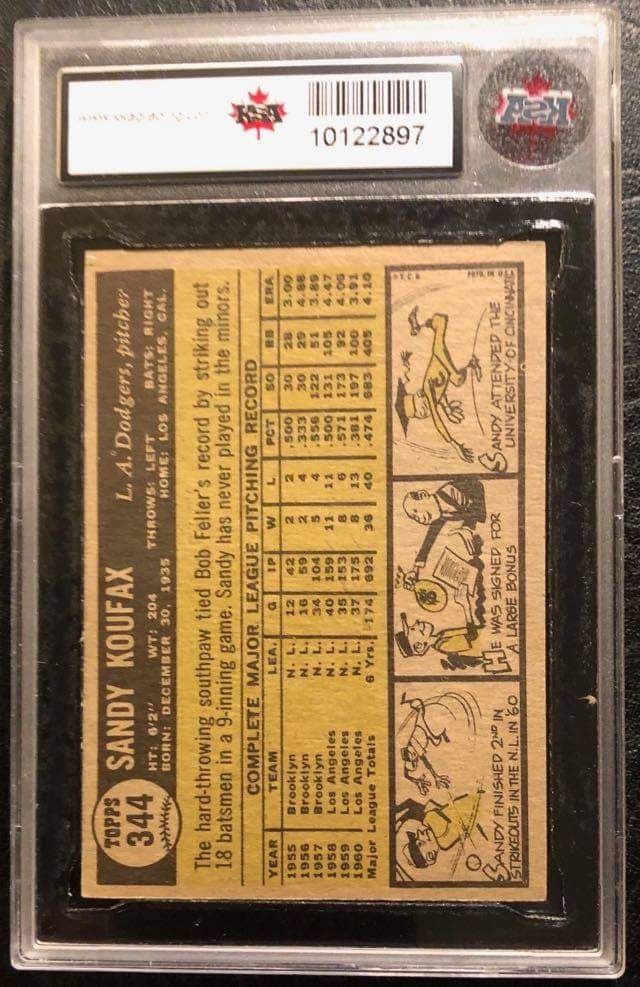 KSA
10122897
KSA
TOPPS
344
SANDY KOUFAX
L. A. Dodgers, pitcher
HT: 6'2" WT: 204 THROWS: LEFT BATS: RIGHT
BORN: DECEMBER 30, 1935 HOME: LOS ANGELES, CAL.
The hard-throwing southpaw tied Bob Feller's record by striking out
18 batsmen in a 9-inning game. Sandy has never played in the minors.
COMPLETE MAJOR LEAGUE PITCHING RECORD
YEAR TEAM LEA. G IP W L PCT SO BB ERA
1955 Brooklyn N. L. 12 42 2 2 .500 30 28 3.00
1956 Brooklyn N. L. 16 59 2 4 .333 30 29 4.88
1957 Brooklyn N. L. 34 104 5 4 .556 122 51 3.89
1958 Los Angeles N. L. 40 159 11 11 .500 131 105 4.47
1959 Los Angeles N. L. 35 153 8 6 .571 173 92 4.06
1960 Los Angeles N. L. 37 175 8 13 .381 197 100 3.91
Major League Totals 6 Yrs. 174 692 36 40 .474 683 405 4.10
SANDY FINISHED 2ND IN
STRIKEOUTS IN THE N.L. IN '60
HE WAS SIGNED FOR
A LARGE BONUS
SANDY ATTENDED THE
UNIVERSITY OF CINCINNATI
©T.C.G.